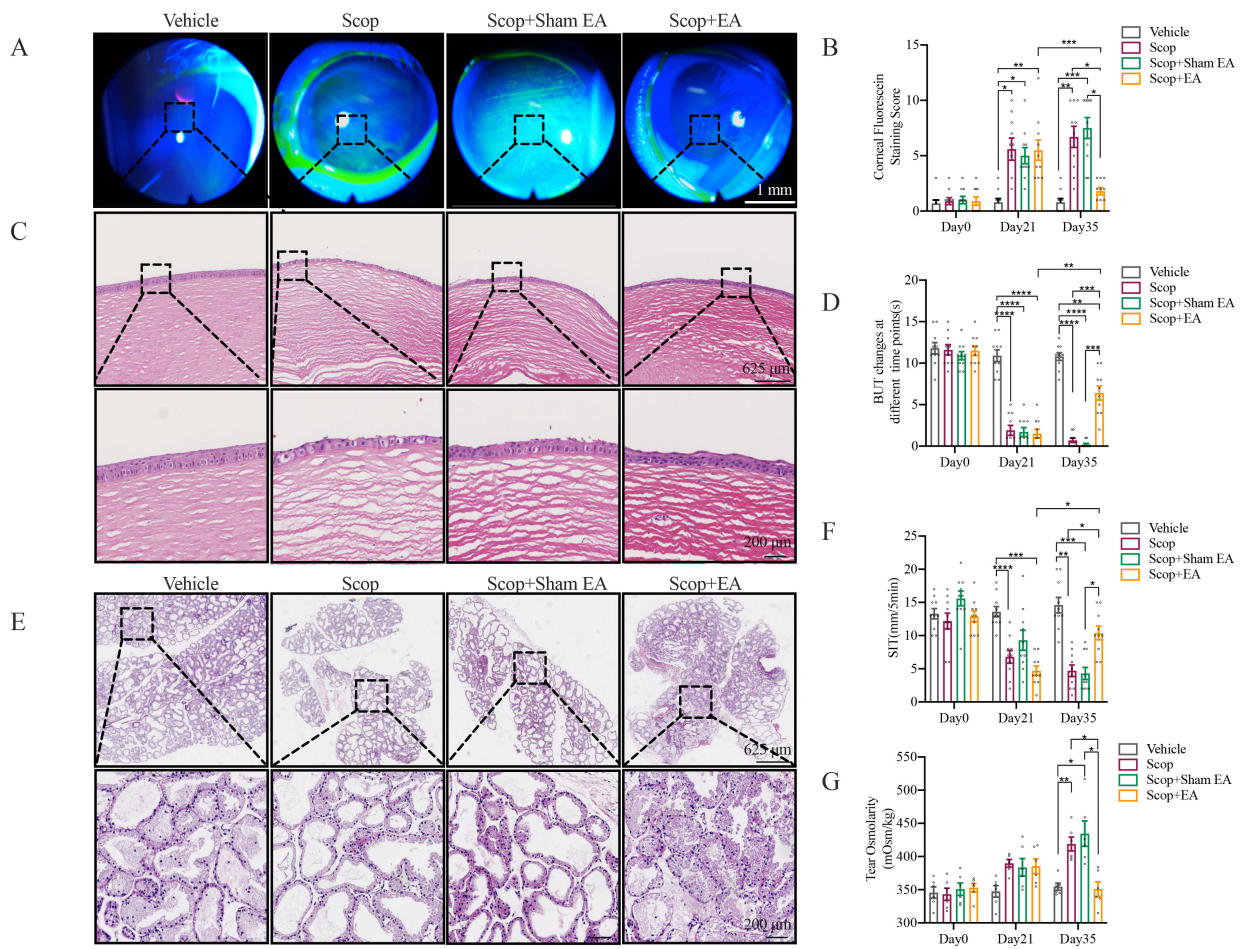 Vehicle Scop Scop+Sham EA Scop+EA
A
1 mm
B
Corneal Fluorescein
Staining Score
15
10
5
0
*
*
**
**
***
*
*
***
Day0 Day21 Day35
Vehicle
Scop
Scop+Sham EA
Scop+EA
C
625 μm
200 μm
D
BUT changes at
different time points(s)
20
15
10
5
0
****
****
****
****
****
**
***
***
**
Day0 Day21 Day35
Vehicle
Scop
Scop+Sham EA
Scop+EA
Vehicle Scop Scop+Sham EA Scop+EA
E
625 μm
200 μm
F
SIT(mm/5min)
25
20
15
10
5
0
****
***
**
***
*
*
*
Day0 Day21 Day35
Vehicle
Scop
Scop+Sham EA
Scop+EA
G
Tear Osmolarity
(mOsm/kg)
550
500
450
400
350
300
**
*
*
*
Day0 Day21 Day35
Vehicle
Scop
Scop+Sham EA
Scop+EA